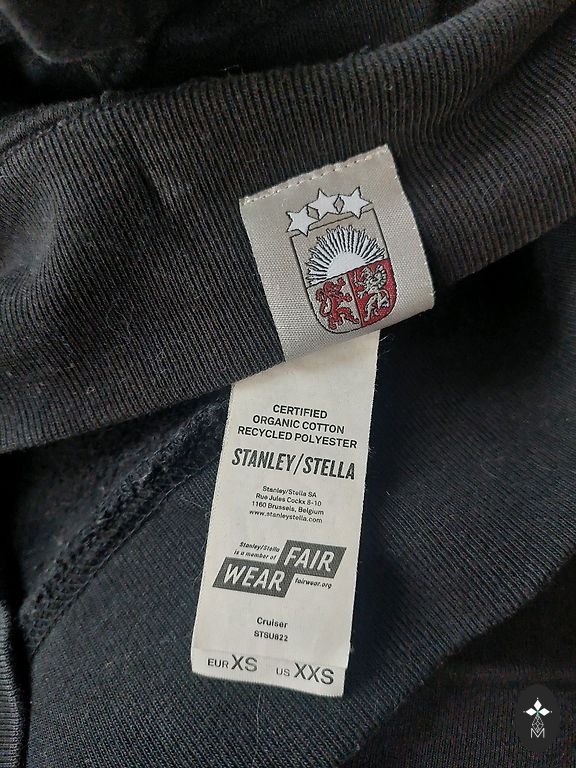 CERTIFIED
ORGANIC COTTON
RECYCLED POLYESTER
STANLEY/STELLA
Stanley/Stella SA
Rue Jules Cockx 8-10
1160 Brussels, Belgium
www.stanleystella.com
Stanley/Stella
is a member of
FAIR
WEAR
fairwear.org
Cruiser
STSU822
EUR XS US XXS
M